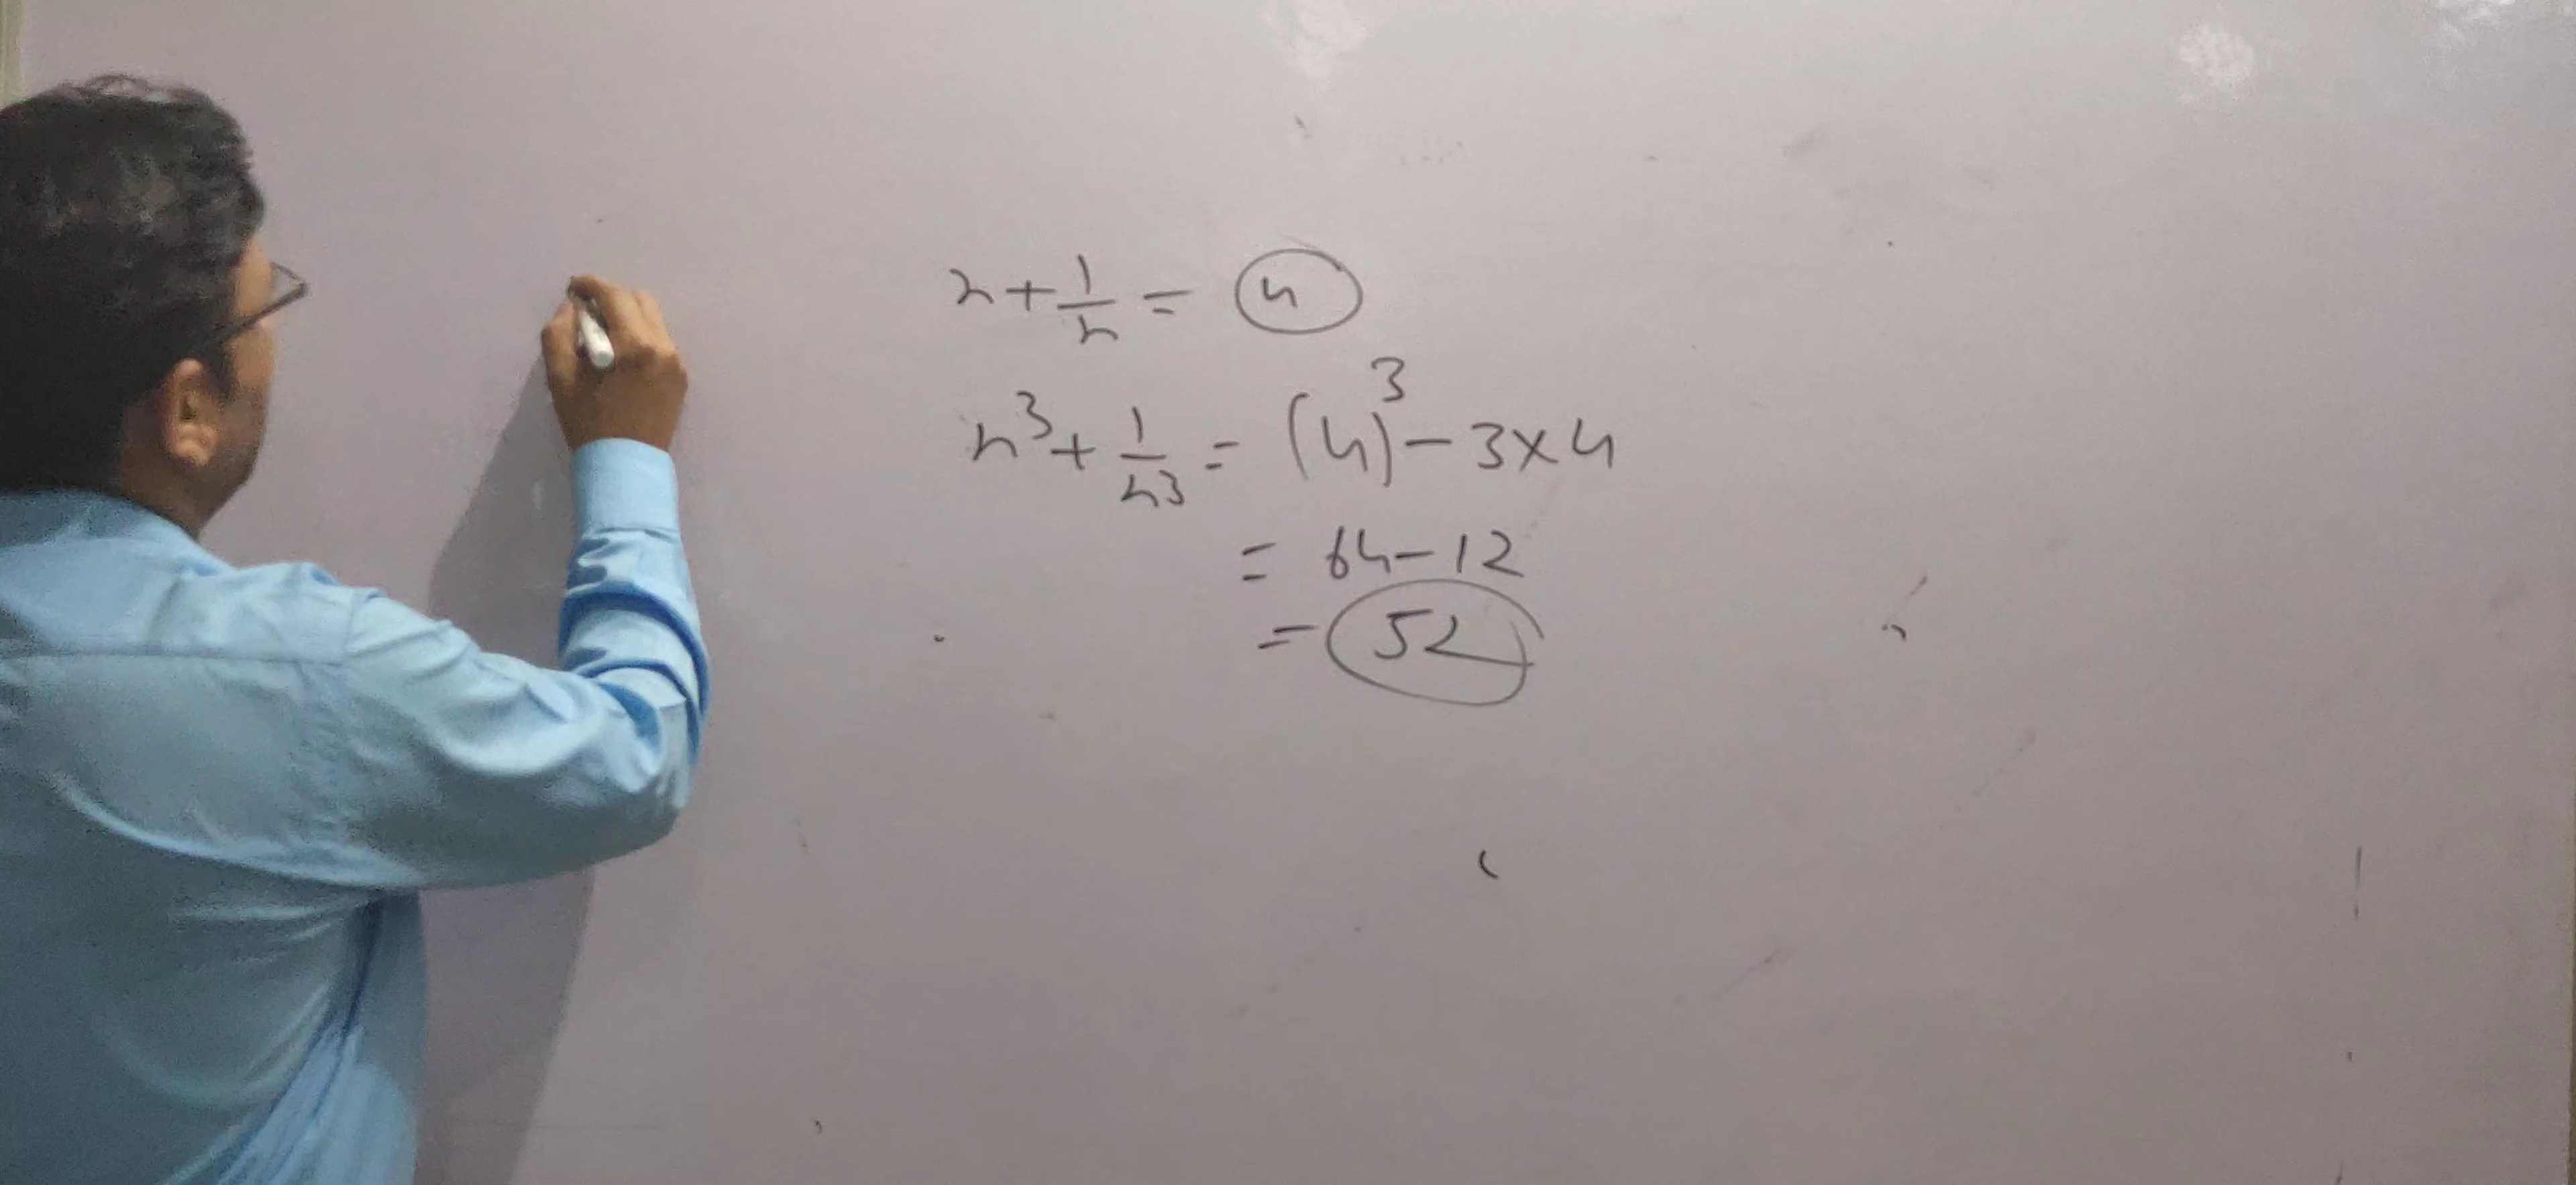 x + 1/x = 4
x³ + 1/x³ = (4)³ - 3×4
= 64-12
= 52